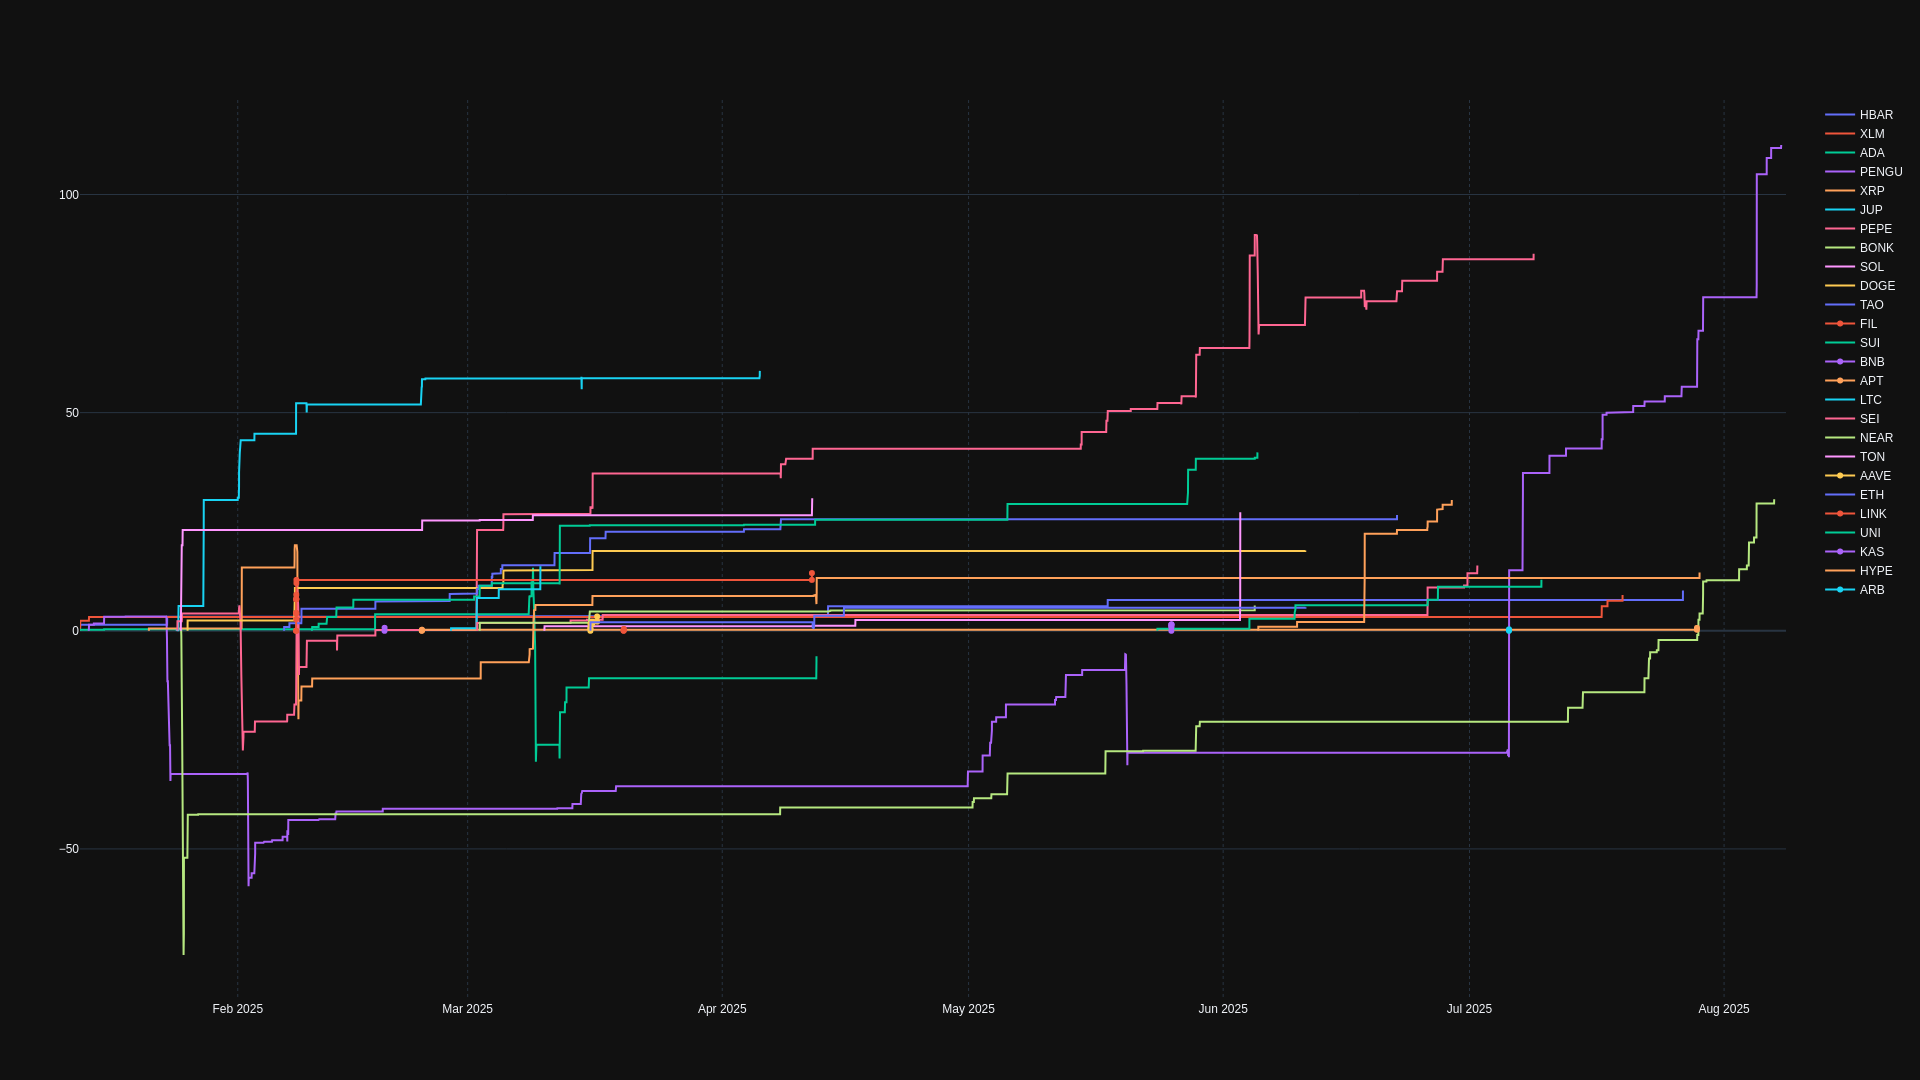 100
50
0
−50
Feb 2025
Mar 2025
Apr 2025
May 2025
Jun 2025
Jul 2025
Aug 2025
HBAR
XLM
ADA
PENGU
XRP
JUP
PEPE
BONK
SOL
DOGE
TAO
FIL
SUI
BNB
APT
LTC
SEI
NEAR
TON
AAVE
ETH
LINK
UNI
KAS
HYPE
ARB